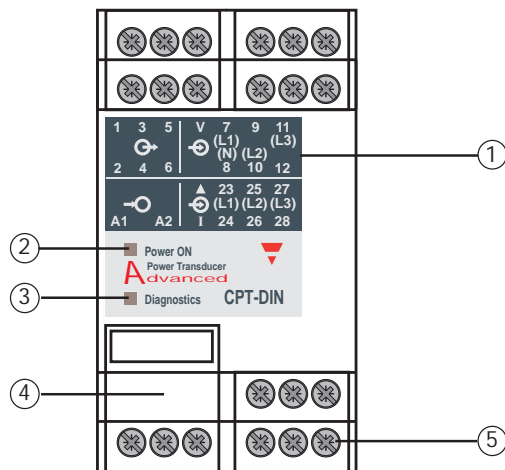 1 3 5 V 7 9 11
(L1) (L3)
(N) (L2)
2 4 6 8 10 12
23 25 27
(L1) (L2) (L3)
A1 A2 I 24 26 28
Power ON
Power Transducer
Advanced
Diagnostics CPT-DIN
1
2
3
4
5